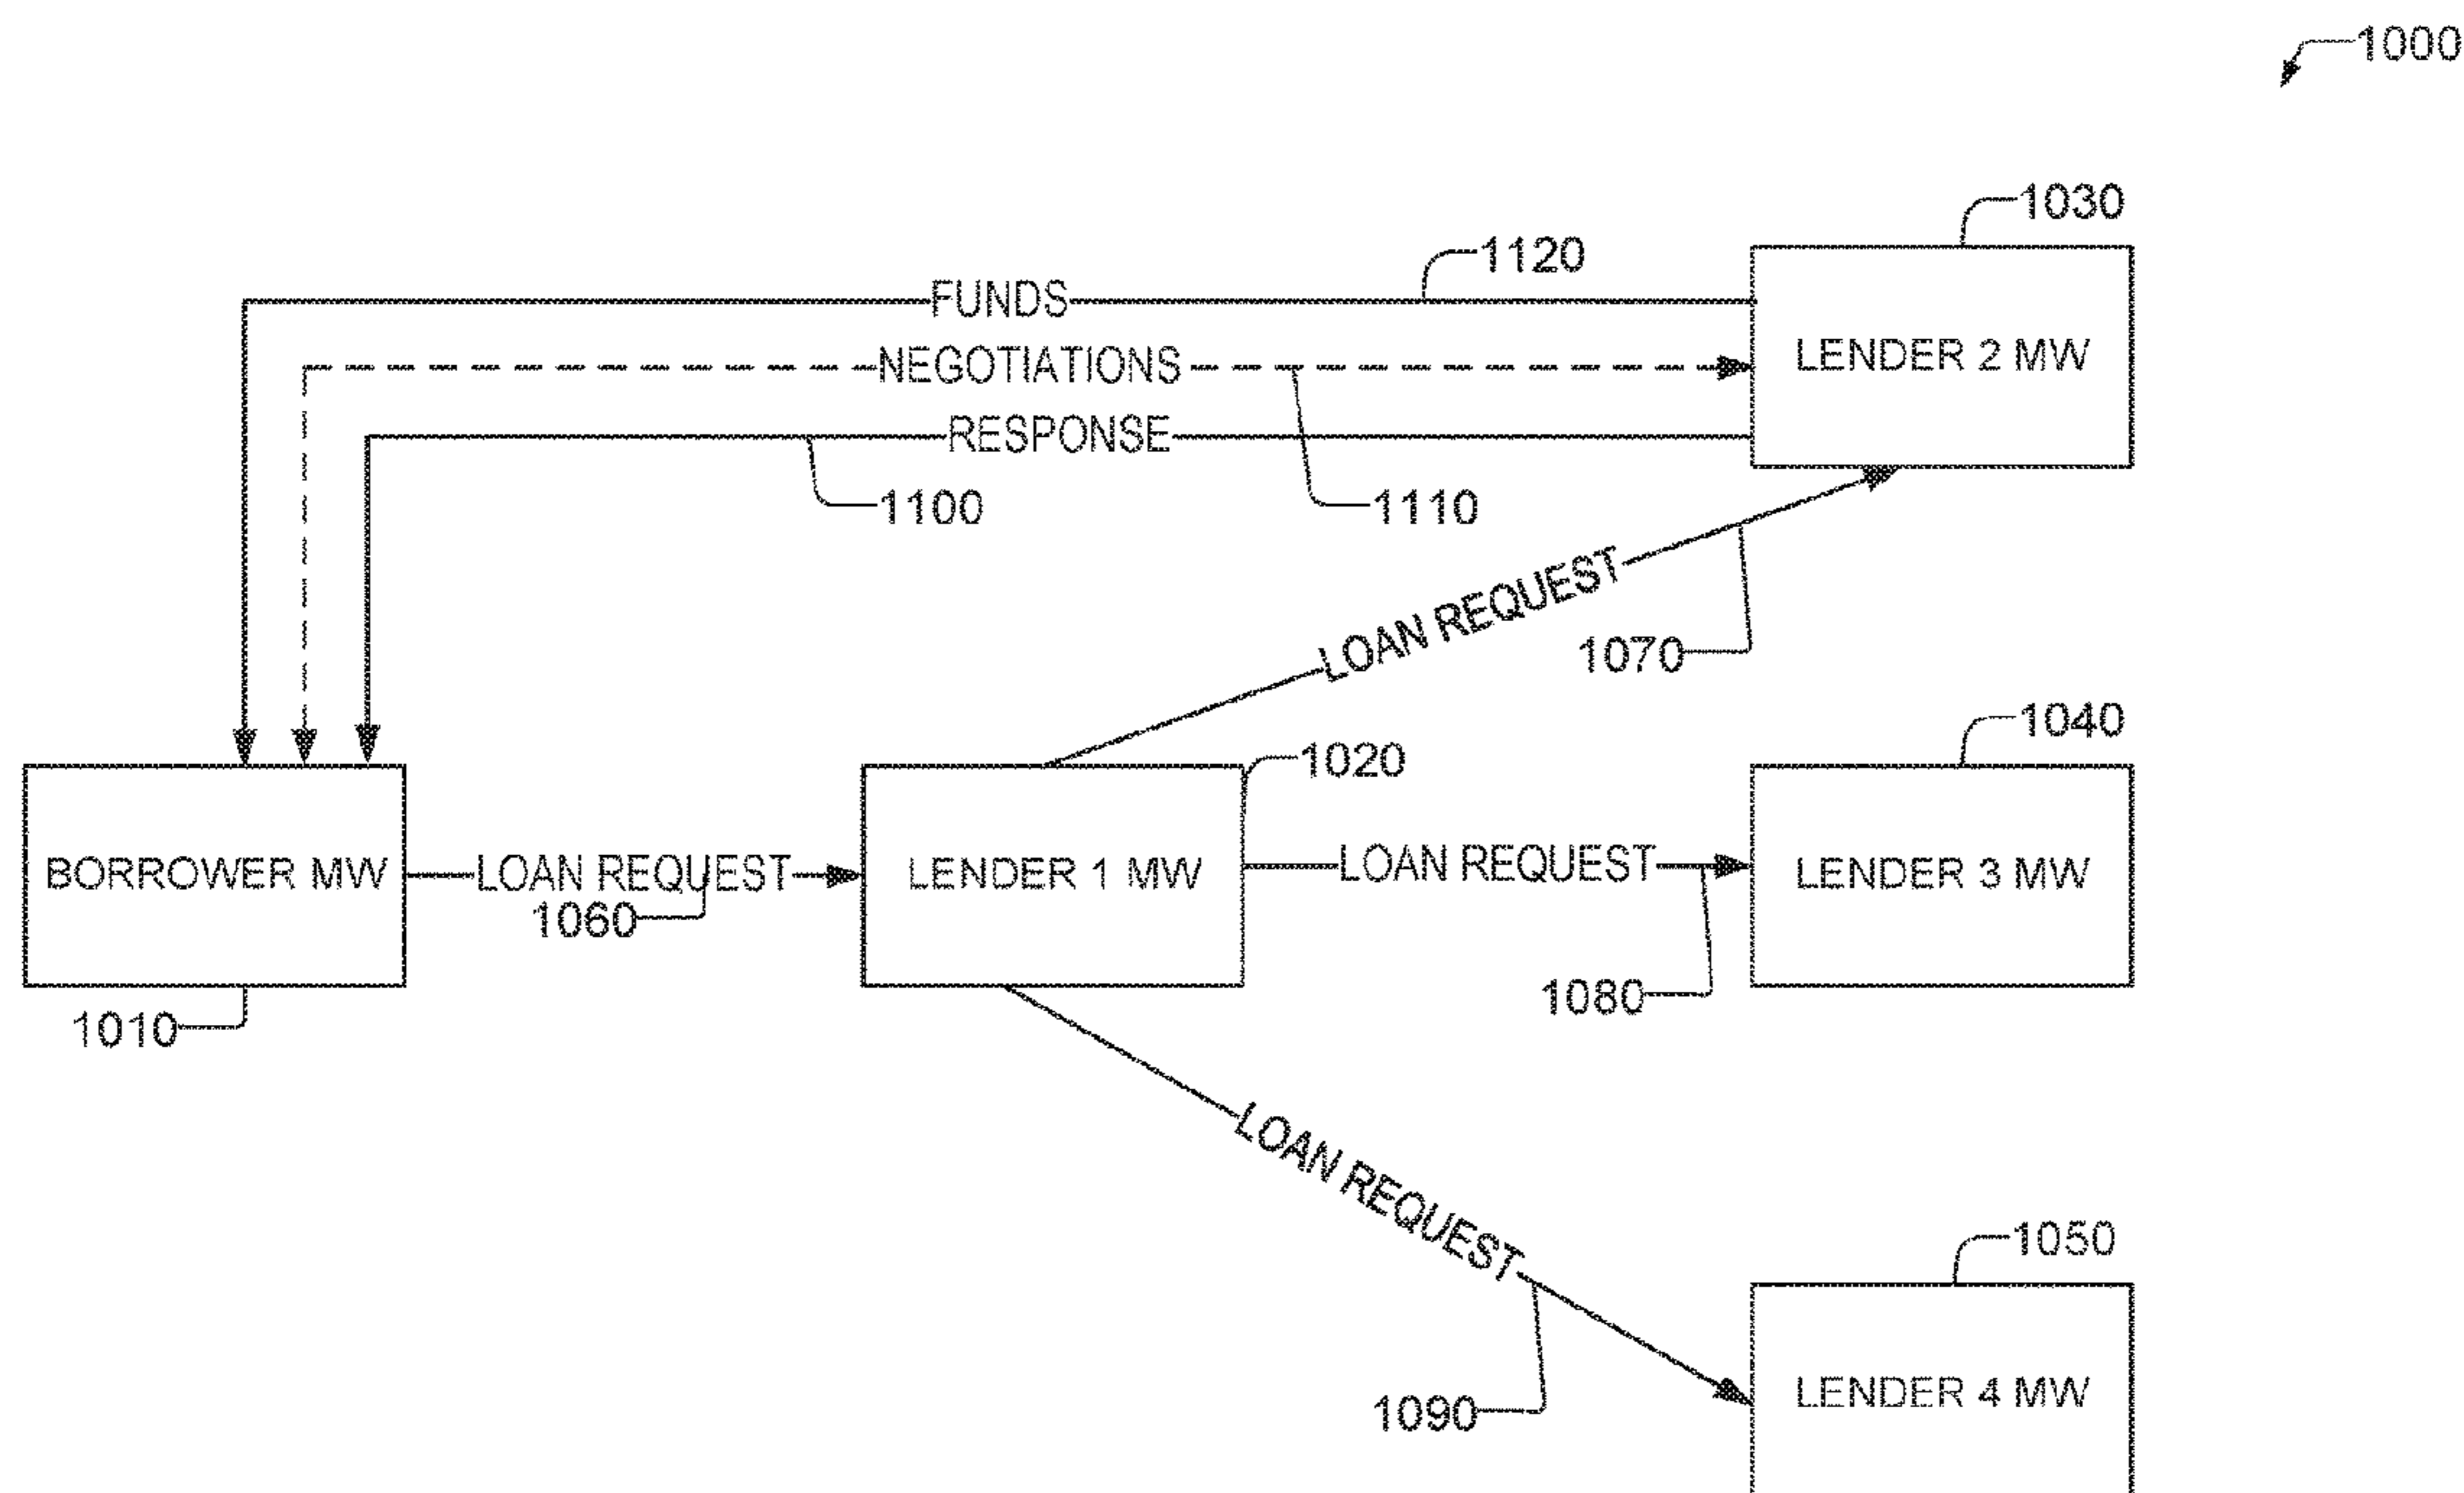 1000
1030
1120
FUNDS
LENDER 2 MW
NEGOTIATIONS
RESPONSE
1100
1110
LOAN REQUEST
1070
1040
1020
BORROWER MW
LOAN REQUEST
1060
LENDER 1 MW
LOAN REQUEST
LENDER 3 MW
1080
1010
LOAN REQUEST
1050
LENDER 4 MW
1090